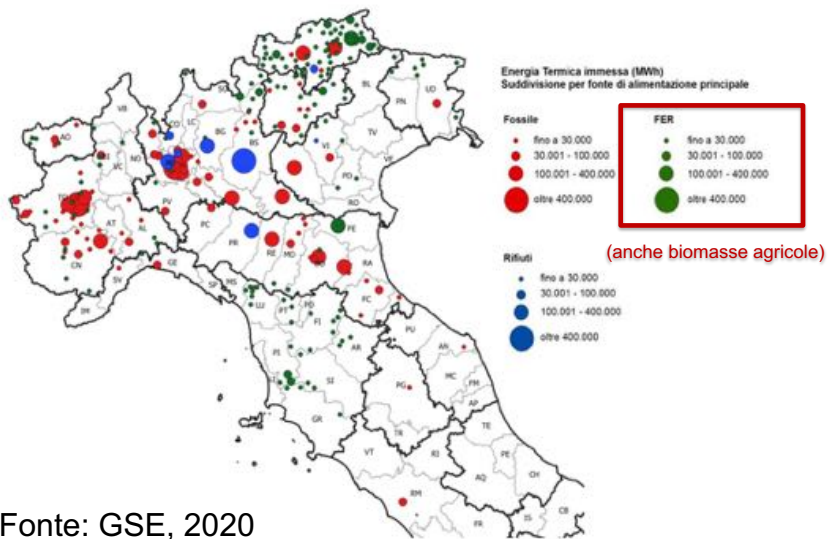 Energia Termica immessa (MWh)
Suddivisione per fonte di alimentazione principale
Fossile
fino a 30.000
30.001 - 100.000
100.001 - 400.000
oltre 400.000
FER
fino a 30.000
30.001 - 100.000
100.001 - 400.000
oltre 400.000
(anche biomasse agricole)
Rifiuti
fino a 30.000
30.001 - 100.000
100.001 - 400.000
oltre 400.000
SO
BL
UD
PN
VB
AO
CO
LC
BG
BS
TV
VI
VE
PD
RO
NO
VC
PV
AT
AL
CN
PC
PR
RE
MO
FE
RA
FC
GE
SV
SP
MS
IM
LU
PT
FI
AR
PI
SI
GR
PU
AN
MC
FM
AP
PG
TR
TE
VT
RI
PE
AQ
CH
RM
FR
IS
CB
Fonte: GSE, 2020